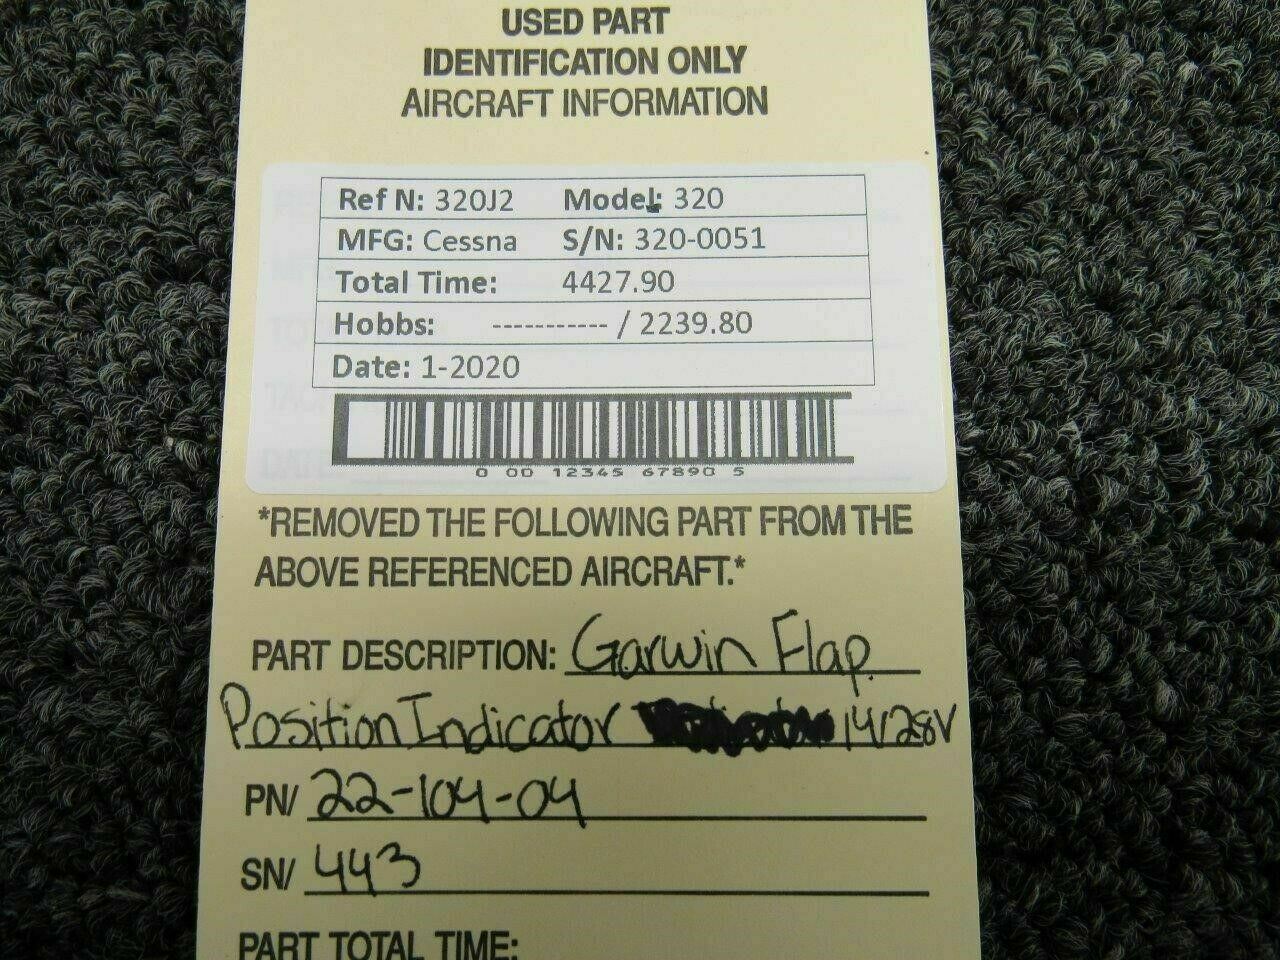 USED PART
IDENTIFICATION ONLY
AIRCRAFT INFORMATION
Ref N: 320J2 Model: 320
MFG: Cessna S/N: 320-0051
Total Time: 4427.90
Hobbs: ----------- / 2239.80
Date: 1-2020
0 00 12345 67890 5
*REMOVED THE FOLLOWING PART FROM THE
ABOVE REFERENCED AIRCRAFT.*
PART DESCRIPTION: Garwin Flap
Position Indicator 14/28V
PN/ 22-104-04
SN/ 443
PART TOTAL TIME: